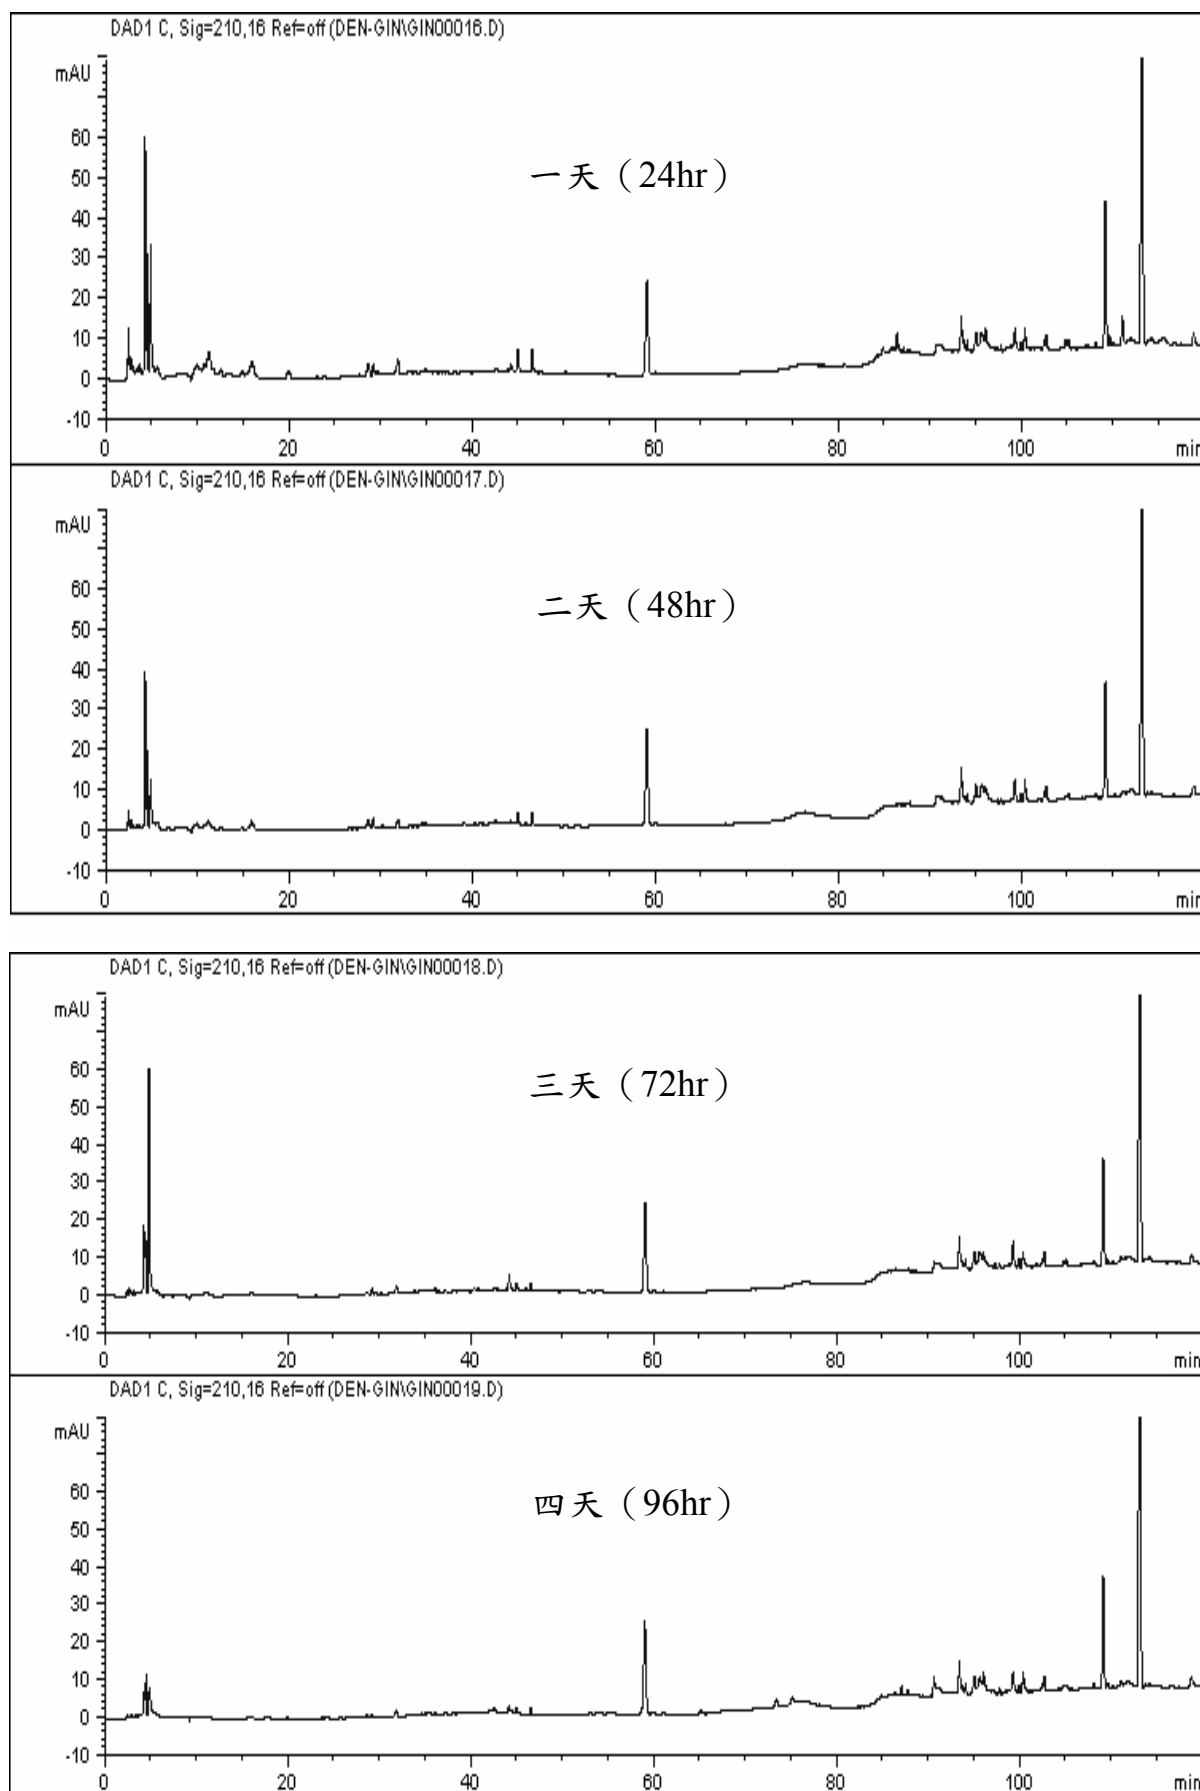 DAD1 C, Sig=210,16 Ref=off (DEN-GIN\GIN00016.D)
mAU
60
50
40
30
20
10
0
-10
一天（24hr）
0 20 40 60 80 100 min
DAD1 C, Sig=210,16 Ref=off (DEN-GIN\GIN00017.D)
mAU
60
50
40
30
20
10
0
-10
二天（48hr）
0 20 40 60 80 100 min
DAD1 C, Sig=210,16 Ref=off (DEN-GIN\GIN00018.D)
mAU
60
50
40
30
20
10
0
-10
三天（72hr）
0 20 40 60 80 100 min
DAD1 C, Sig=210,16 Ref=off (DEN-GIN\GIN00019.D)
mAU
60
50
40
30
20
10
0
-10
四天（96hr）
0 20 40 60 80 100 min